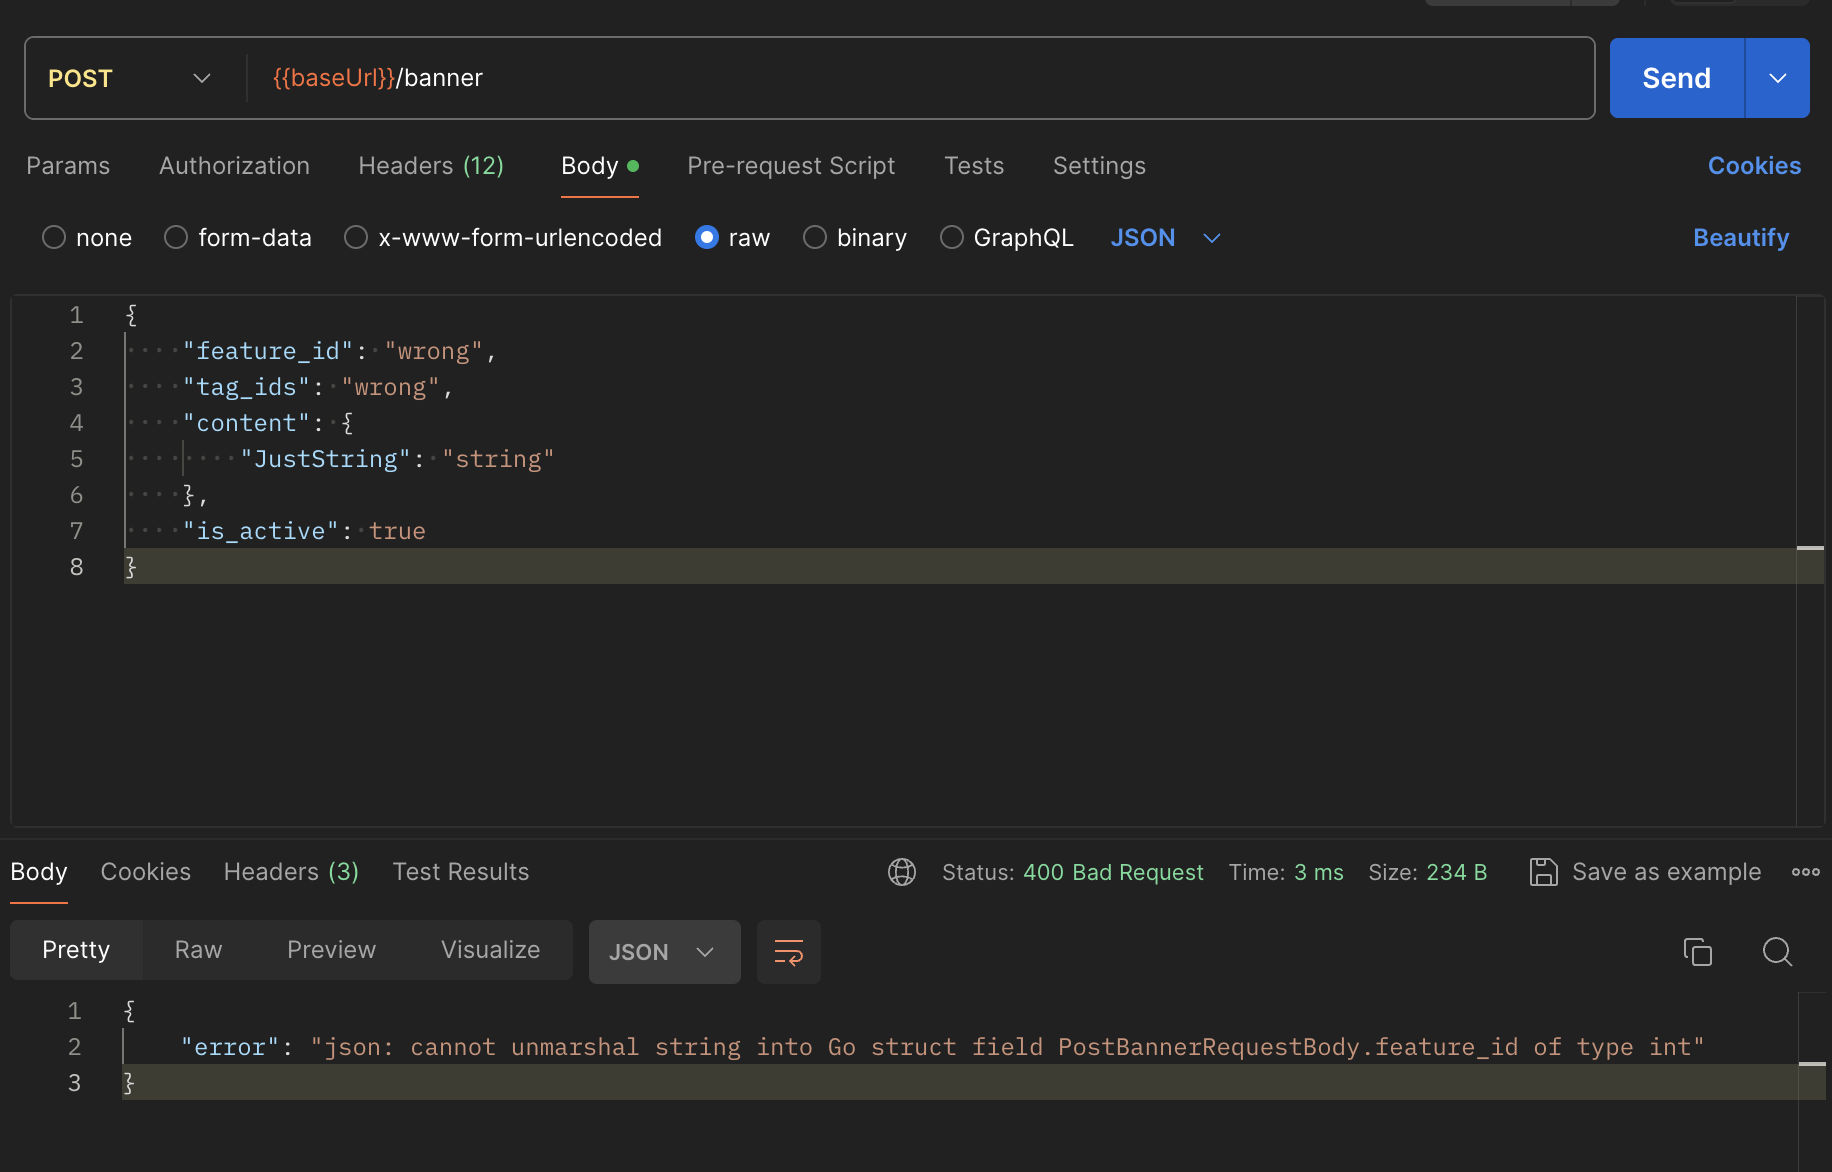 POST {{baseUrl}}/banner Send
Params Authorization Headers (12) Body Pre-request Script Tests Settings Cookies
none form-data x-www-form-urlencoded raw binary GraphQL JSON Beautify
1 {
2 "feature_id": "wrong",
3 "tag_ids": "wrong",
4 "content": {
5 "JustString": "string"
6 },
7 "is_active": true
8 }
Body Cookies Headers (3) Test Results Status: 400 Bad Request Time: 3 ms Size: 234 B Save as example
Pretty Raw Preview Visualize JSON
1 {
2 "error": "json: cannot unmarshal string into Go struct field PostBannerRequestBody.feature_id of type int"
3 }